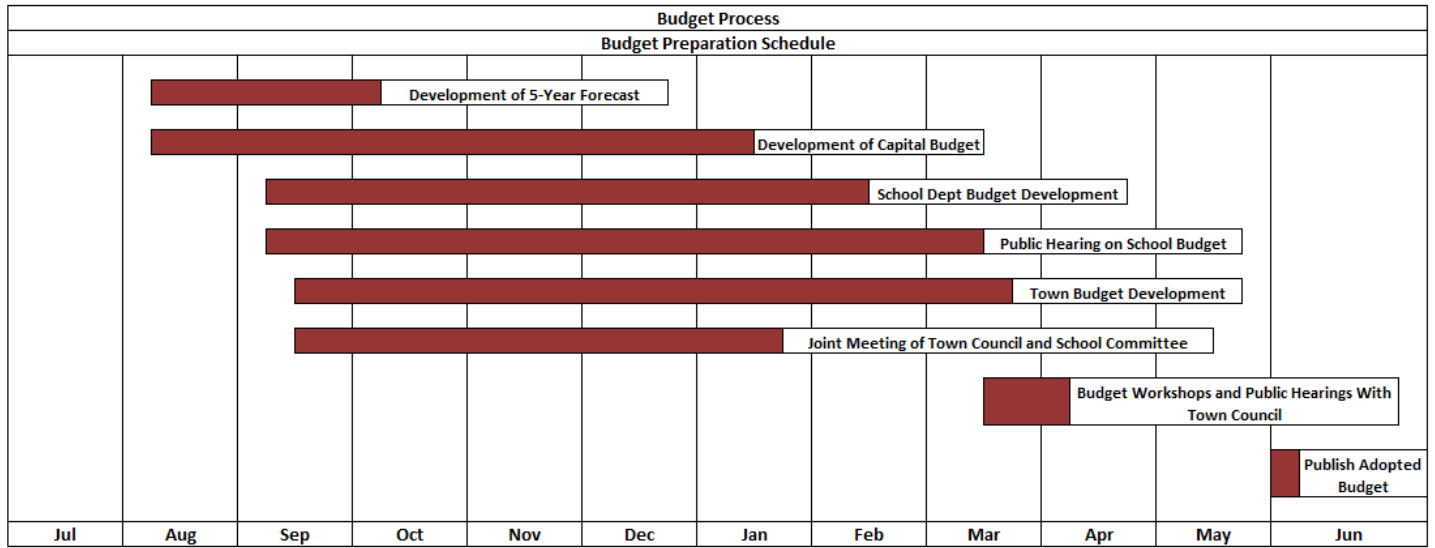 Budget Process
Budget Preparation Schedule
Development of 5-Year Forecast
Development of Capital Budget
School Dept Budget Development
Public Hearing on School Budget
Town Budget Development
Joint Meeting of Town Council and School Committee
Budget Workshops and Public Hearings With
Town Council
Publish Adopted
Budget
Jul Aug Sep Oct Nov Dec Jan Feb Mar Apr May Jun